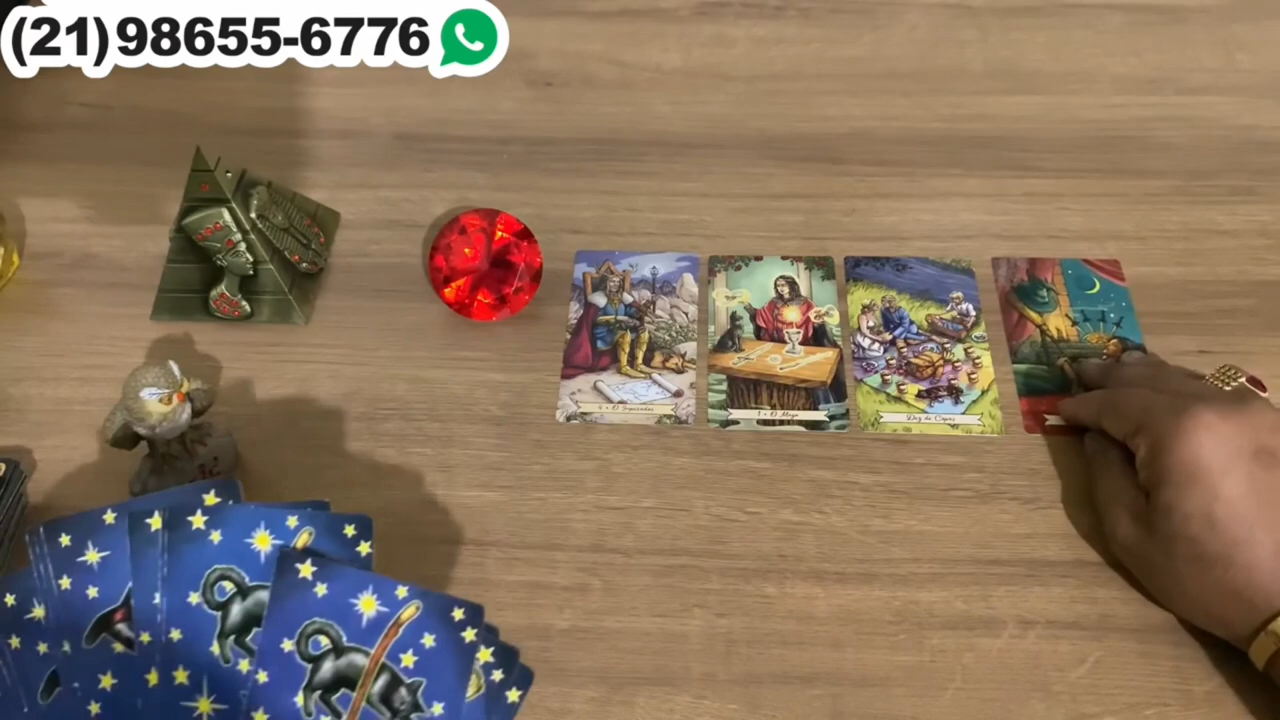 (21)98655-6776
4 • O Imperador
1 • O Mago
Dez de Copas